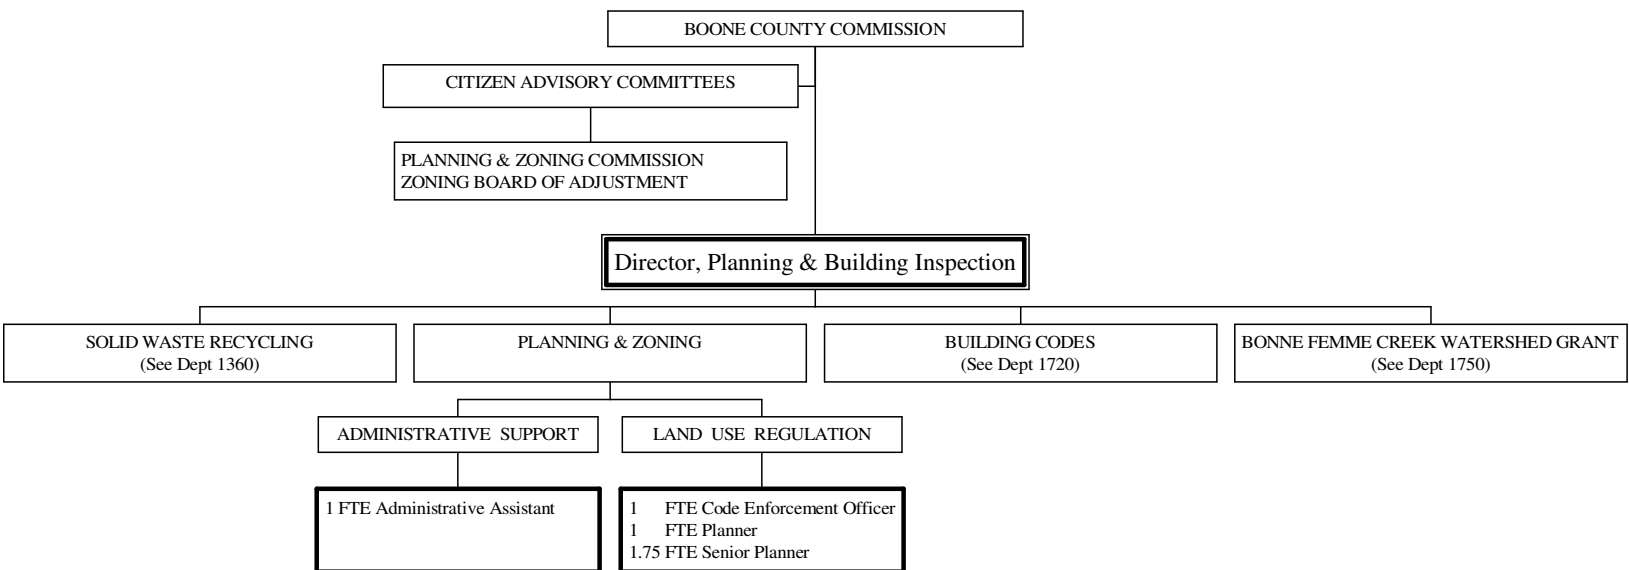 BOONE COUNTY COMMISSION
CITIZEN ADVISORY COMMITTEES
PLANNING & ZONING COMMISSION
ZONING BOARD OF ADJUSTMENT
Director, Planning & Building Inspection
SOLID WASTE RECYCLING
(See Dept 1360)
PLANNING & ZONING
BUILDING CODES
(See Dept 1720)
BONNE FEMME CREEK WATERSHED GRANT
(See Dept 1750)
ADMINISTRATIVE SUPPORT
LAND USE REGULATION
1 FTE Administrative Assistant
1 FTE Code Enforcement Officer
1 FTE Planner
1.75 FTE Senior Planner